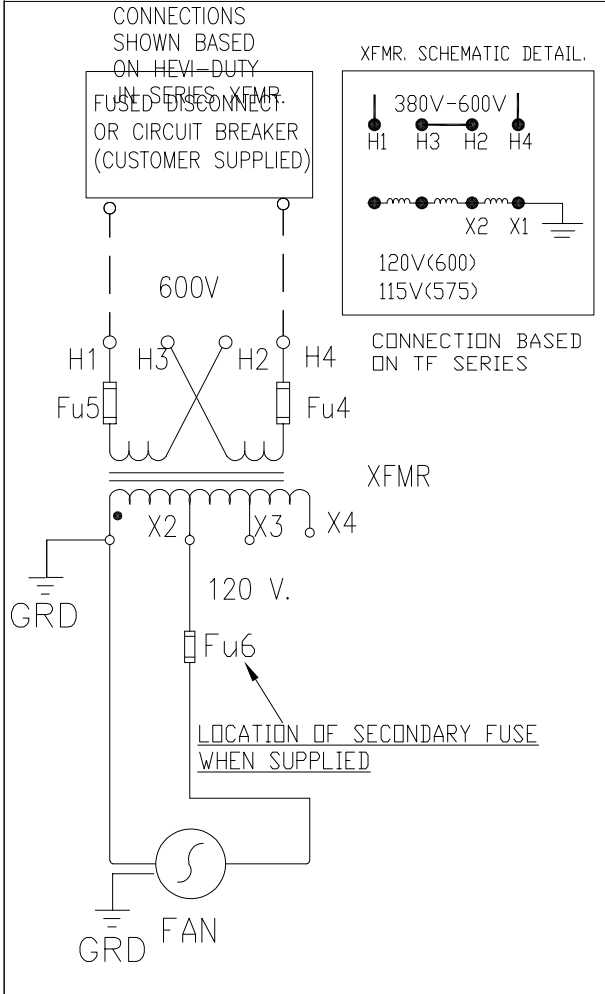 CONNECTIONS
SHOWN BASED
ON HEVI-DUTY
IN SERIES XFMR.
FUSED DISCONNECT
OR CIRCUIT BREAKER
(CUSTOMER SUPPLIED)
XFMR. SCHEMATIC DETAIL.
380V-600V
H1 H3 H2 H4
X2 X1
120V(600)
115V(575)
CONNECTION BASED
ON TF SERIES
600V
H1 H3 H2 H4
Fu5 Fu4
XFMR
X2 X3 X4
GRD
120 V.
Fu6
LOCATION OF SECONDARY FUSE
WHEN SUPPLIED
FAN
GRD